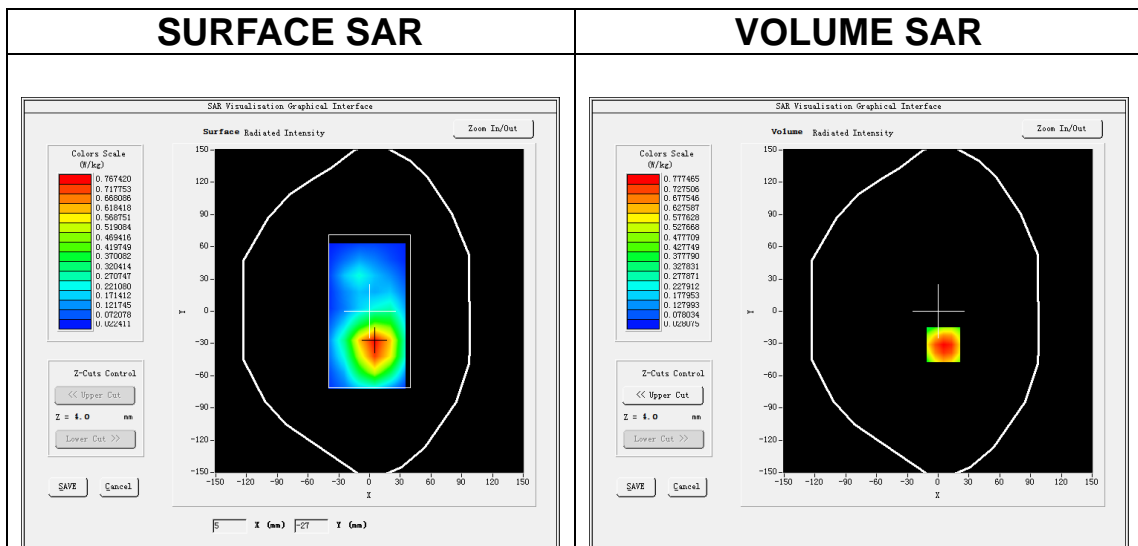 SURFACE SAR
VOLUME SAR
SAR Visualisation Graphical Interface
Surface Radiated Intensity
Zoom In/Out
Colors Scale
(W/kg)
0.767420
0.717753
0.668086
0.618418
0.568751
0.519084
0.469416
0.419749
0.370082
0.320414
0.270747
0.221080
0.171412
0.121745
0.072078
0.022411
Z-Cuts Control
<< Upper Cut
Z = 4.0 mm
Lower Cut >>
SAVE Cancel
150
120
90
60
30
0
-30
-60
-90
-120
-150
Y
-150 -120 -90 -60 -30 0 30 60 90 120 150
X
5 X (mm) -27 Y (mm)
SAR Visualisation Graphical Interface
Volume Radiated Intensity
Zoom In/Out
Colors Scale
(W/kg)
0.777465
0.727506
0.677546
0.627587
0.577628
0.527668
0.477709
0.427749
0.377790
0.327831
0.277871
0.227912
0.177953
0.127993
0.078034
0.028075
Z-Cuts Control
<< Upper Cut
Z = 4.0 mm
Lower Cut >>
SAVE Cancel
150
120
90
60
30
0
-30
-60
-90
-120
-150
Y
-150 -120 -90 -60 -30 0 30 60 90 120 150
X